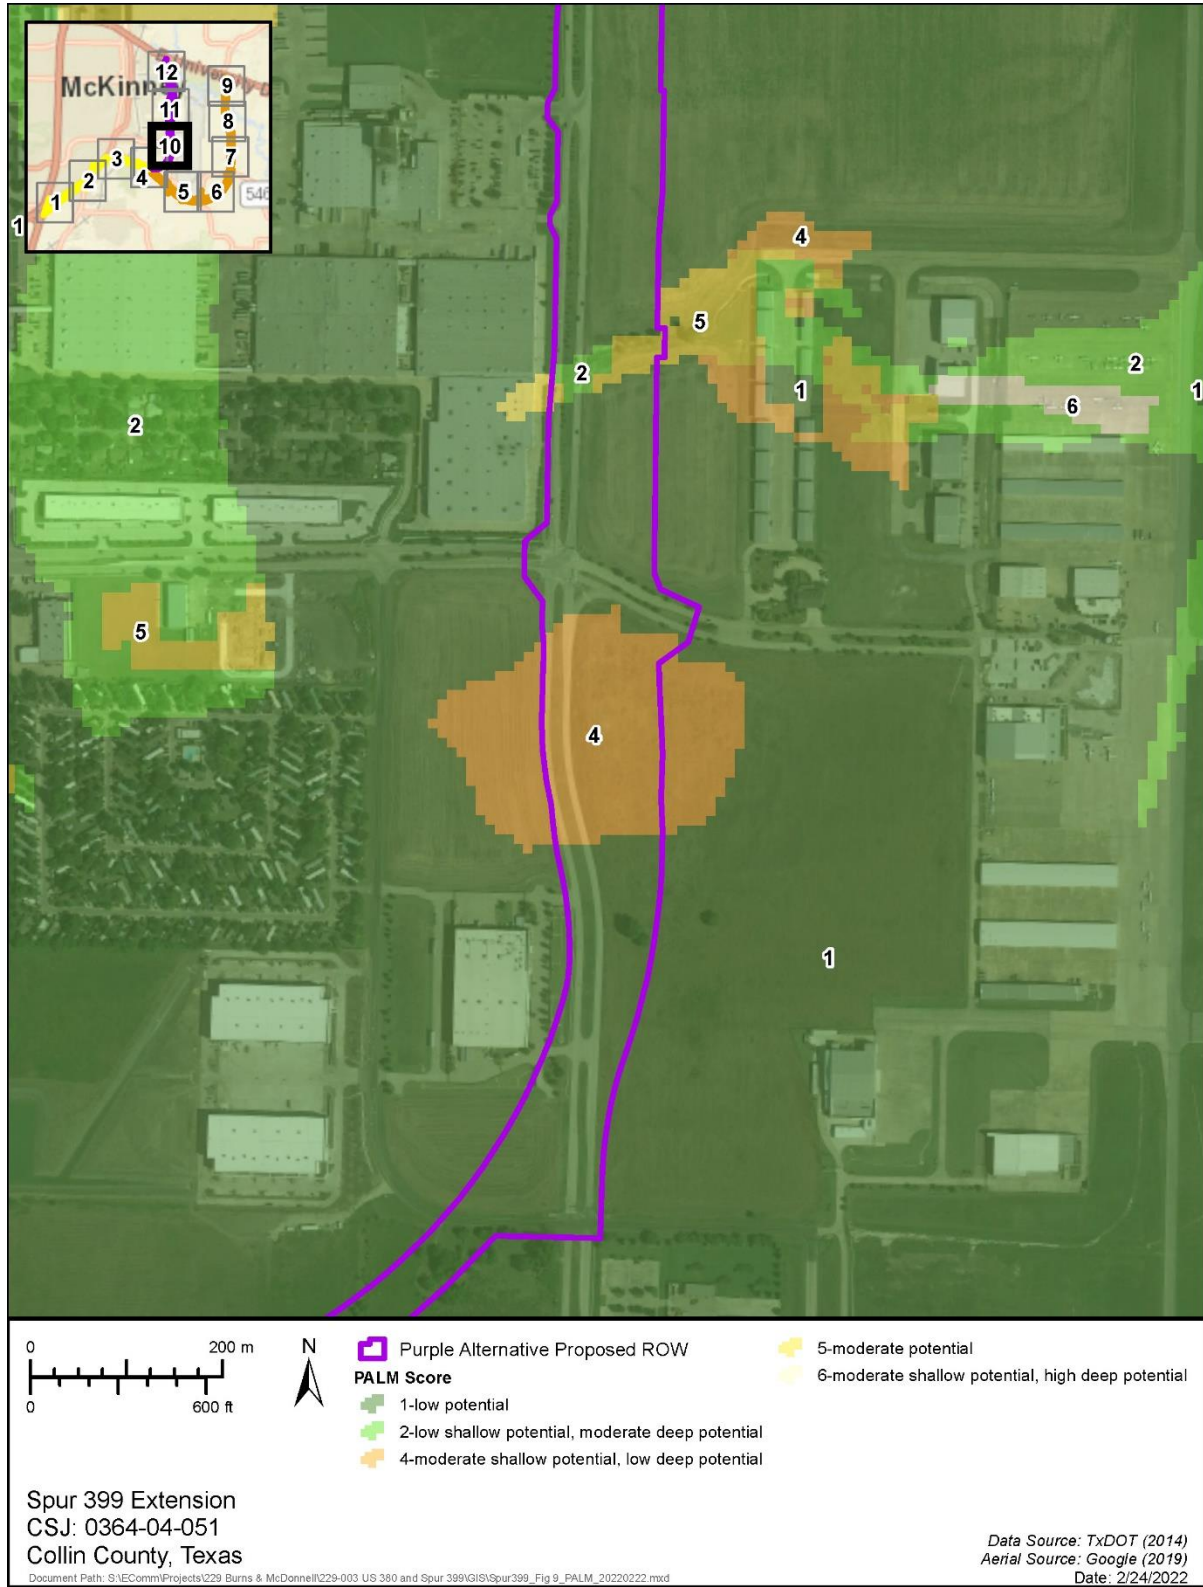 McKinn
E. University D
12
11
10
9
8
7
6
5
4
3
2
1
546
1
4
5
2
2
1
1
6
2
5
4
1
0 200 m
0 600 ft
N
Purple Alternative Proposed ROW
PALM Score
1-low potential
2-low shallow potential, moderate deep potential
4-moderate shallow potential, low deep potential
5-moderate potential
6-moderate shallow potential, high deep potential
Spur 399 Extension
CSJ: 0364-04-051
Collin County, Texas
Document Path: S:\EComm\Projects\229 Burns & McDonnell\229-003 US 380 and Spur 399\GIS\Spur399_Fig 9_PALM_20220222.mxd
Data Source: TxDOT (2014)
Aerial Source: Google (2019)
Date: 2/24/2022